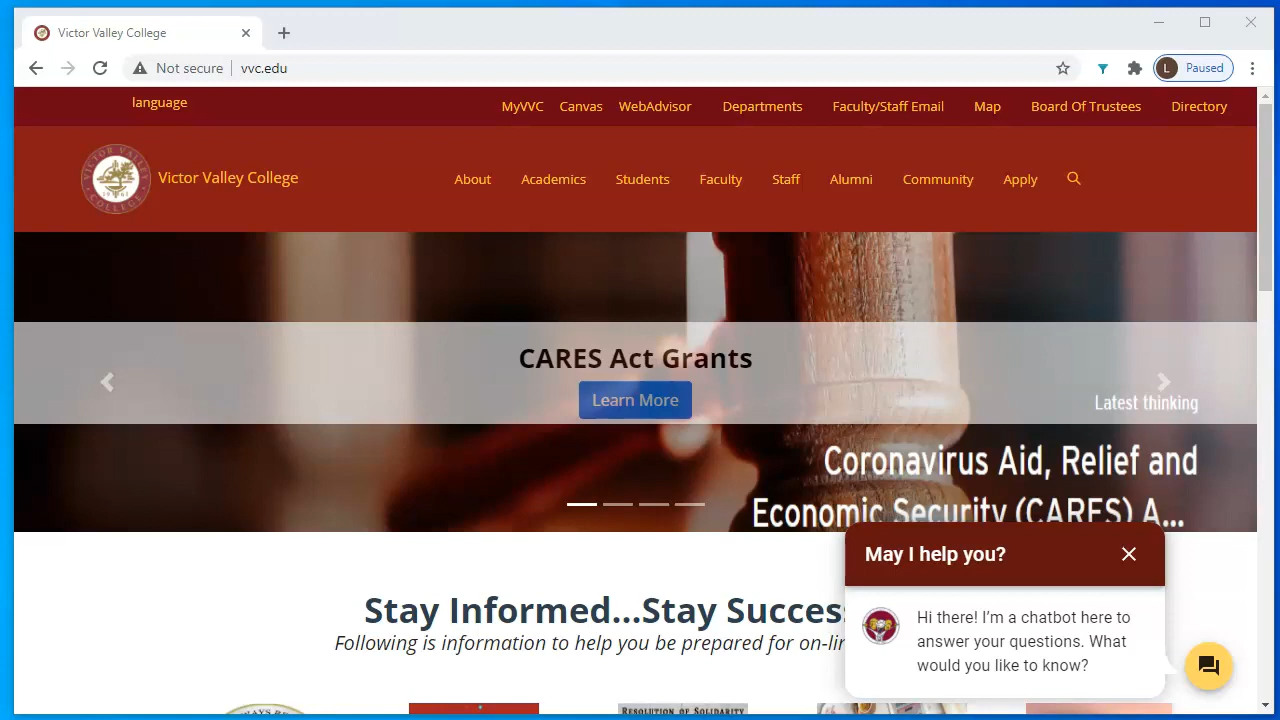 Victor Valley College
Not secure
vvc.edu
L
Paused
language
MyVVC Canvas WebAdvisor Departments Faculty/Staff Email Map Board Of Trustees Directory
Victor Valley College
About Academics Students Faculty Staff Alumni Community Apply
CARES Act Grants
Learn More
Latest thinking
Coronavirus Aid, Relief and
Economic Security (CARES) A...
May I help you?
Hi there! I'm a chatbot here to
answer your questions. What
would you like to know?
Stay Informed...Stay Success
Following is information to help you be prepared for on-lin
RESOLUTION OF SOLIDARITY